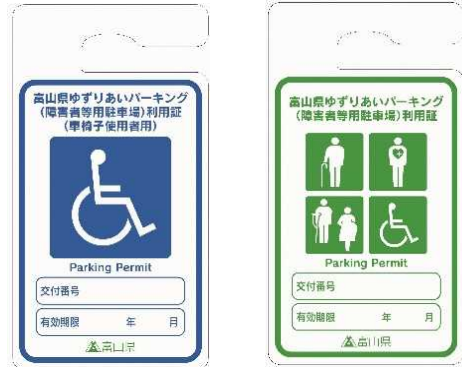 富山県ゆずりあいパーキング
(障害者等用駐車場)利用証
(車椅子使用者用)
Parking Permit
交付番号
有効期限 年 月
富山県
富山県ゆずりあいパーキング
(障害者等用駐車場)利用証
Parking Permit
交付番号
有効期限 年 月
富山県